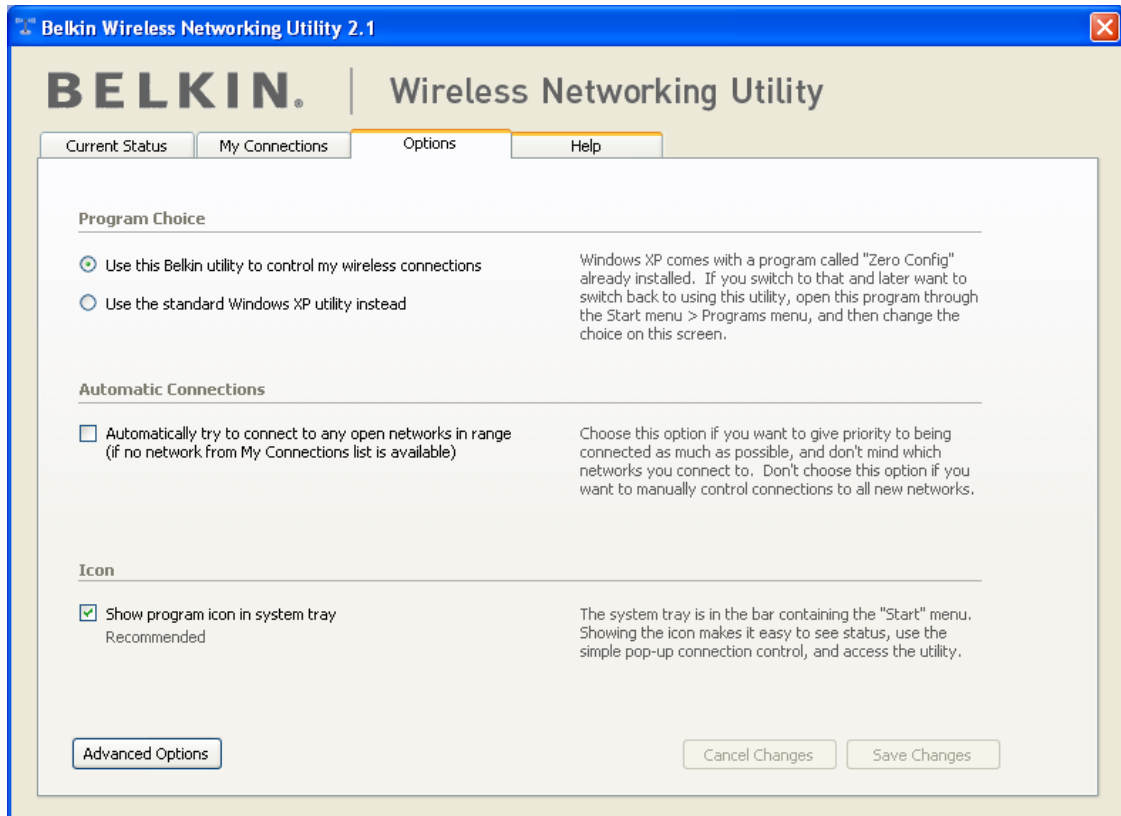 Belkin Wireless Networking Utility 2.1
BELKIN. Wireless Networking Utility
Current Status My Connections Options Help
Program Choice
Use this Belkin utility to control my wireless connections
Use the standard Windows XP utility instead
Windows XP comes with a program called "Zero Config"
already installed. If you switch to that and later want to
switch back to using this utility, open this program through
the Start menu > Programs menu, and then change the
choice on this screen.
Automatic Connections
Automatically try to connect to any open networks in range
(if no network from My Connections list is available)
Choose this option if you want to give priority to being
connected as much as possible, and don't mind which
networks you connect to. Don't choose this option if you
want to manually control connections to all new networks.
Icon
Show program icon in system tray
Recommended
The system tray is in the bar containing the "Start" menu.
Showing the icon makes it easy to see status, use the
simple pop-up connection control, and access the utility.
Advanced Options Cancel Changes Save Changes